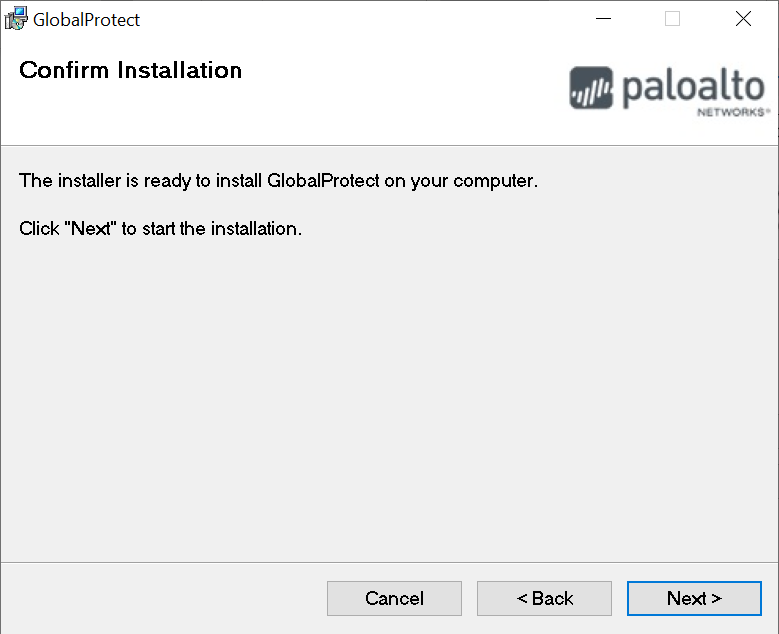 GlobalProtect
Confirm Installation
paloalto
NETWORKS®
The installer is ready to install GlobalProtect on your computer.
Click "Next" to start the installation.
Cancel
< Back
Next >